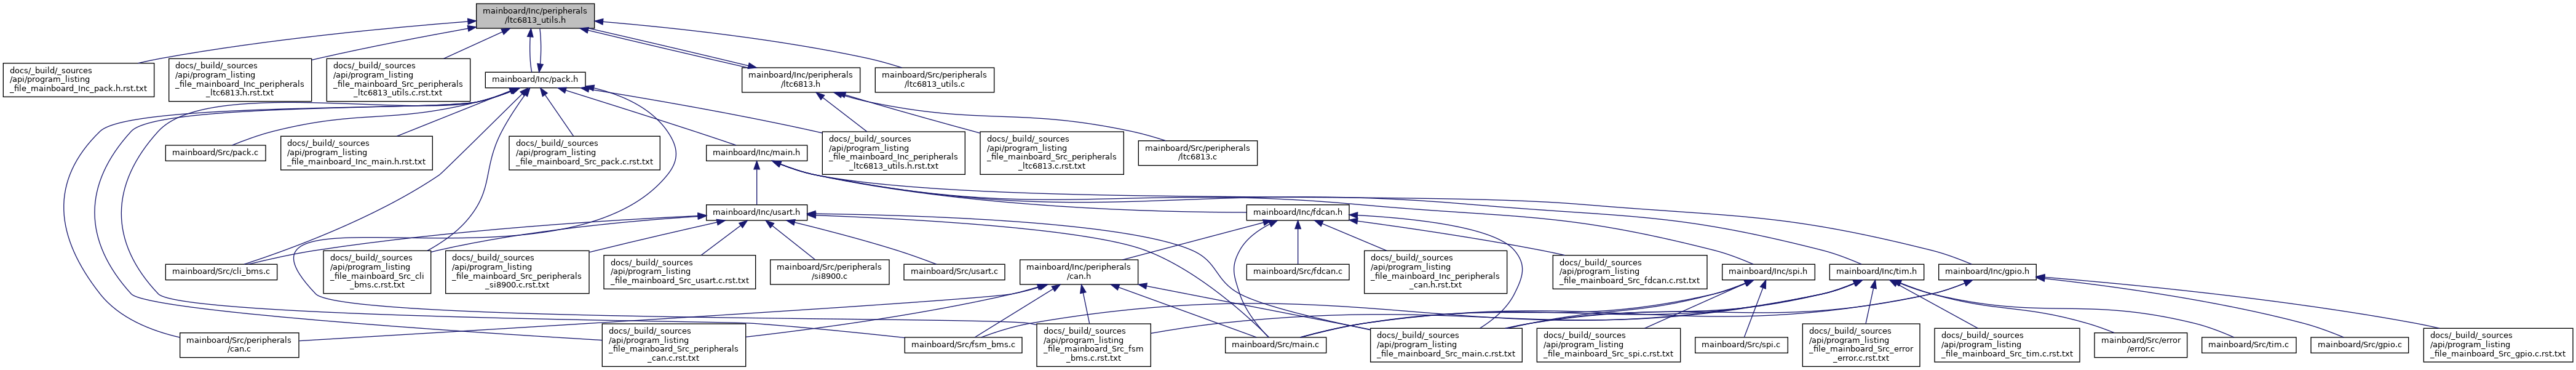 mainboard/Inc/peripherals
/ltc6813_utils.h
docs/_build/_sources
/api/program_listing
_file_mainboard_Inc_pack.h.rst.txt
docs/_build/_sources
/api/program_listing
_file_mainboard_Inc_peripherals
_ltc6813.h.rst.txt
docs/_build/_sources
/api/program_listing
_file_mainboard_Src_peripherals
_ltc6813_utils.c.rst.txt
mainboard/Inc/pack.h
mainboard/Inc/peripherals
/ltc6813.h
mainboard/Src/peripherals
/ltc6813_utils.c
mainboard/Src/pack.c
docs/_build/_sources
/api/program_listing
_file_mainboard_Inc_main.h.rst.txt
docs/_build/_sources
/api/program_listing
_file_mainboard_Src_pack.c.rst.txt
mainboard/Inc/main.h
docs/_build/_sources
/api/program_listing
_file_mainboard_Inc_peripherals
_ltc6813_utils.h.rst.txt
docs/_build/_sources
/api/program_listing
_file_mainboard_Src_peripherals
_ltc6813.c.rst.txt
mainboard/Src/peripherals
/ltc6813.c
mainboard/Inc/usart.h
mainboard/Inc/fdcan.h
mainboard/Src/cli_bms.c
docs/_build/_sources
/api/program_listing
_file_mainboard_Src_cli
_bms.c.rst.txt
docs/_build/_sources
/api/program_listing
_file_mainboard_Src_peripherals
_si8900.c.rst.txt
docs/_build/_sources
/api/program_listing
_file_mainboard_Src_usart.c.rst.txt
mainboard/Src/peripherals
/si8900.c
mainboard/Src/usart.c
mainboard/Inc/peripherals
/can.h
mainboard/Src/fdcan.c
docs/_build/_sources
/api/program_listing
_file_mainboard_Inc_peripherals
_can.h.rst.txt
docs/_build/_sources
/api/program_listing
_file_mainboard_Src_fdcan.c.rst.txt
mainboard/Inc/spi.h
mainboard/Inc/tim.h
mainboard/Inc/gpio.h
mainboard/Src/peripherals
/can.c
docs/_build/_sources
/api/program_listing
_file_mainboard_Src_peripherals
_can.c.rst.txt
mainboard/Src/fsm_bms.c
docs/_build/_sources
/api/program_listing
_file_mainboard_Src_fsm
_bms.c.rst.txt
mainboard/Src/main.c
docs/_build/_sources
/api/program_listing
_file_mainboard_Src_main.c.rst.txt
docs/_build/_sources
/api/program_listing
_file_mainboard_Src_spi.c.rst.txt
mainboard/Src/spi.c
docs/_build/_sources
/api/program_listing
_file_mainboard_Src_error
_error.c.rst.txt
docs/_build/_sources
/api/program_listing
_file_mainboard_Src_tim.c.rst.txt
mainboard/Src/error
/error.c
mainboard/Src/tim.c
mainboard/Src/gpio.c
docs/_build/_sources
/api/program_listing
_file_mainboard_Src_gpio.c.rst.txt